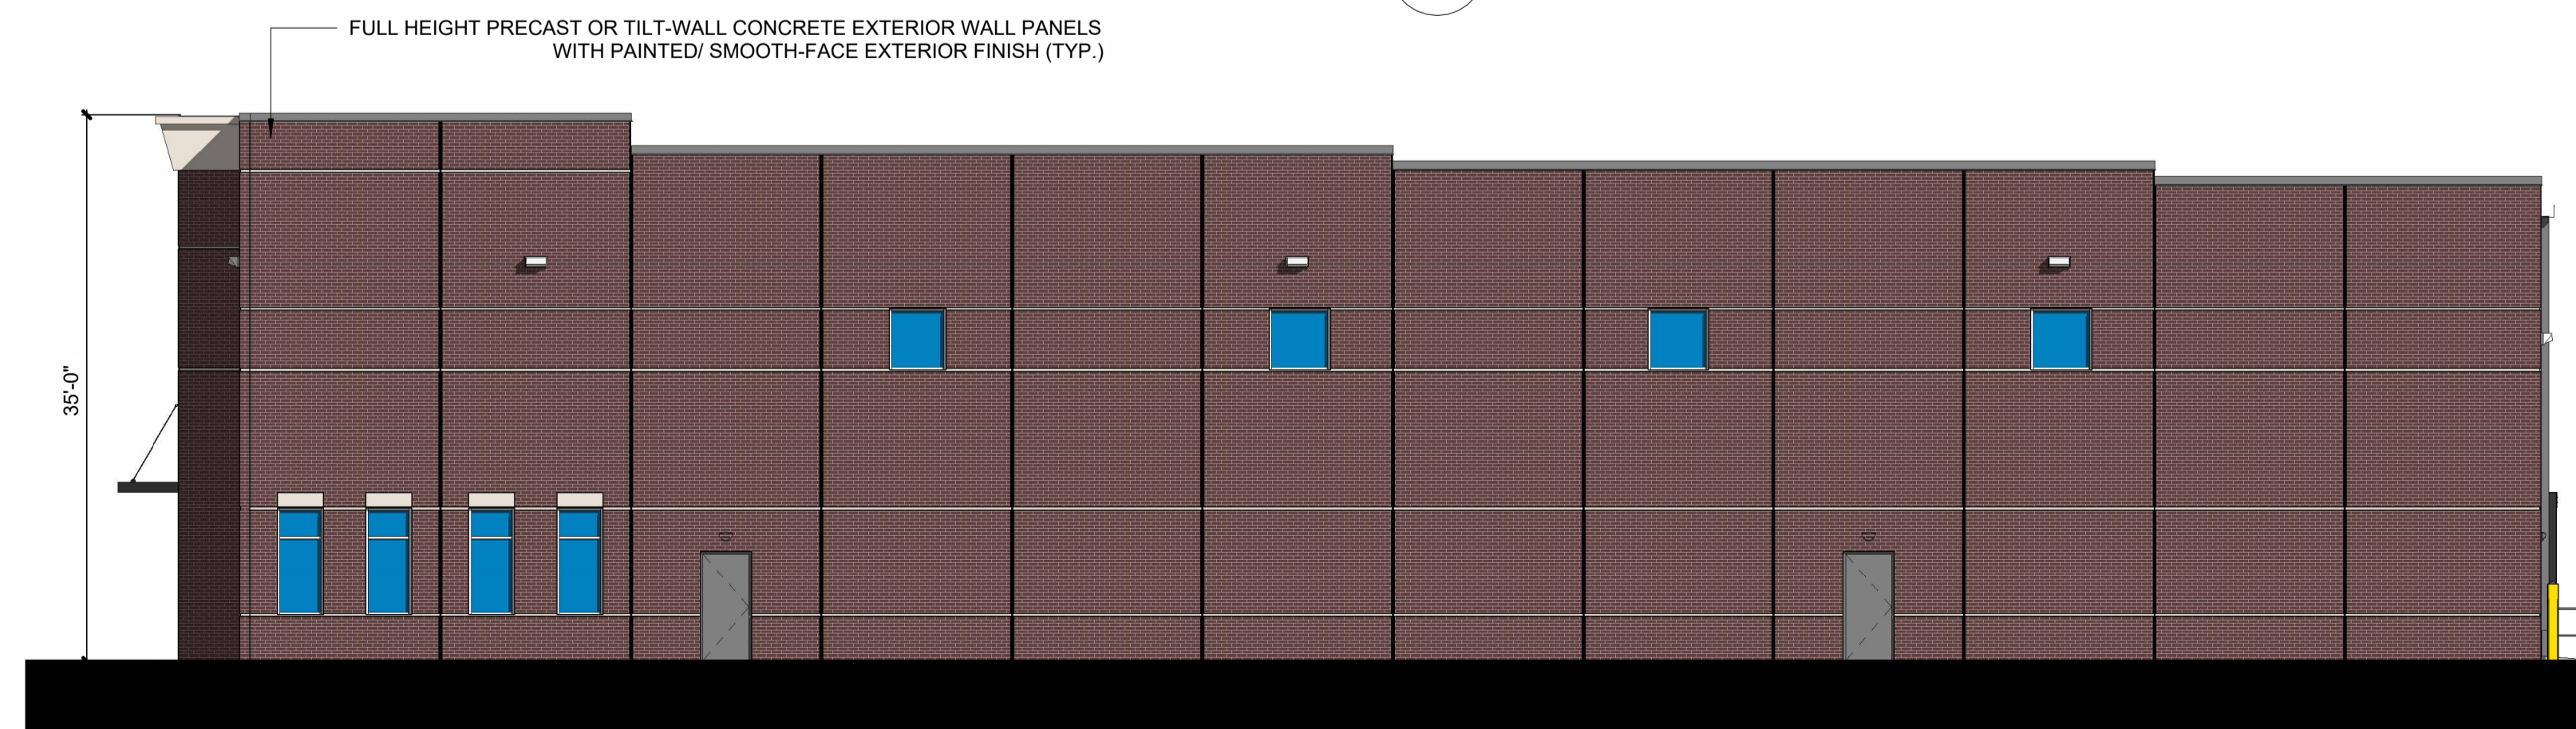 FULL HEIGHT PRECAST OR TILT-WALL CONCRETE EXTERIOR WALL PANELS
WITH PAINTED/ SMOOTH-FACE EXTERIOR FINISH (TYP.)
35'-0"